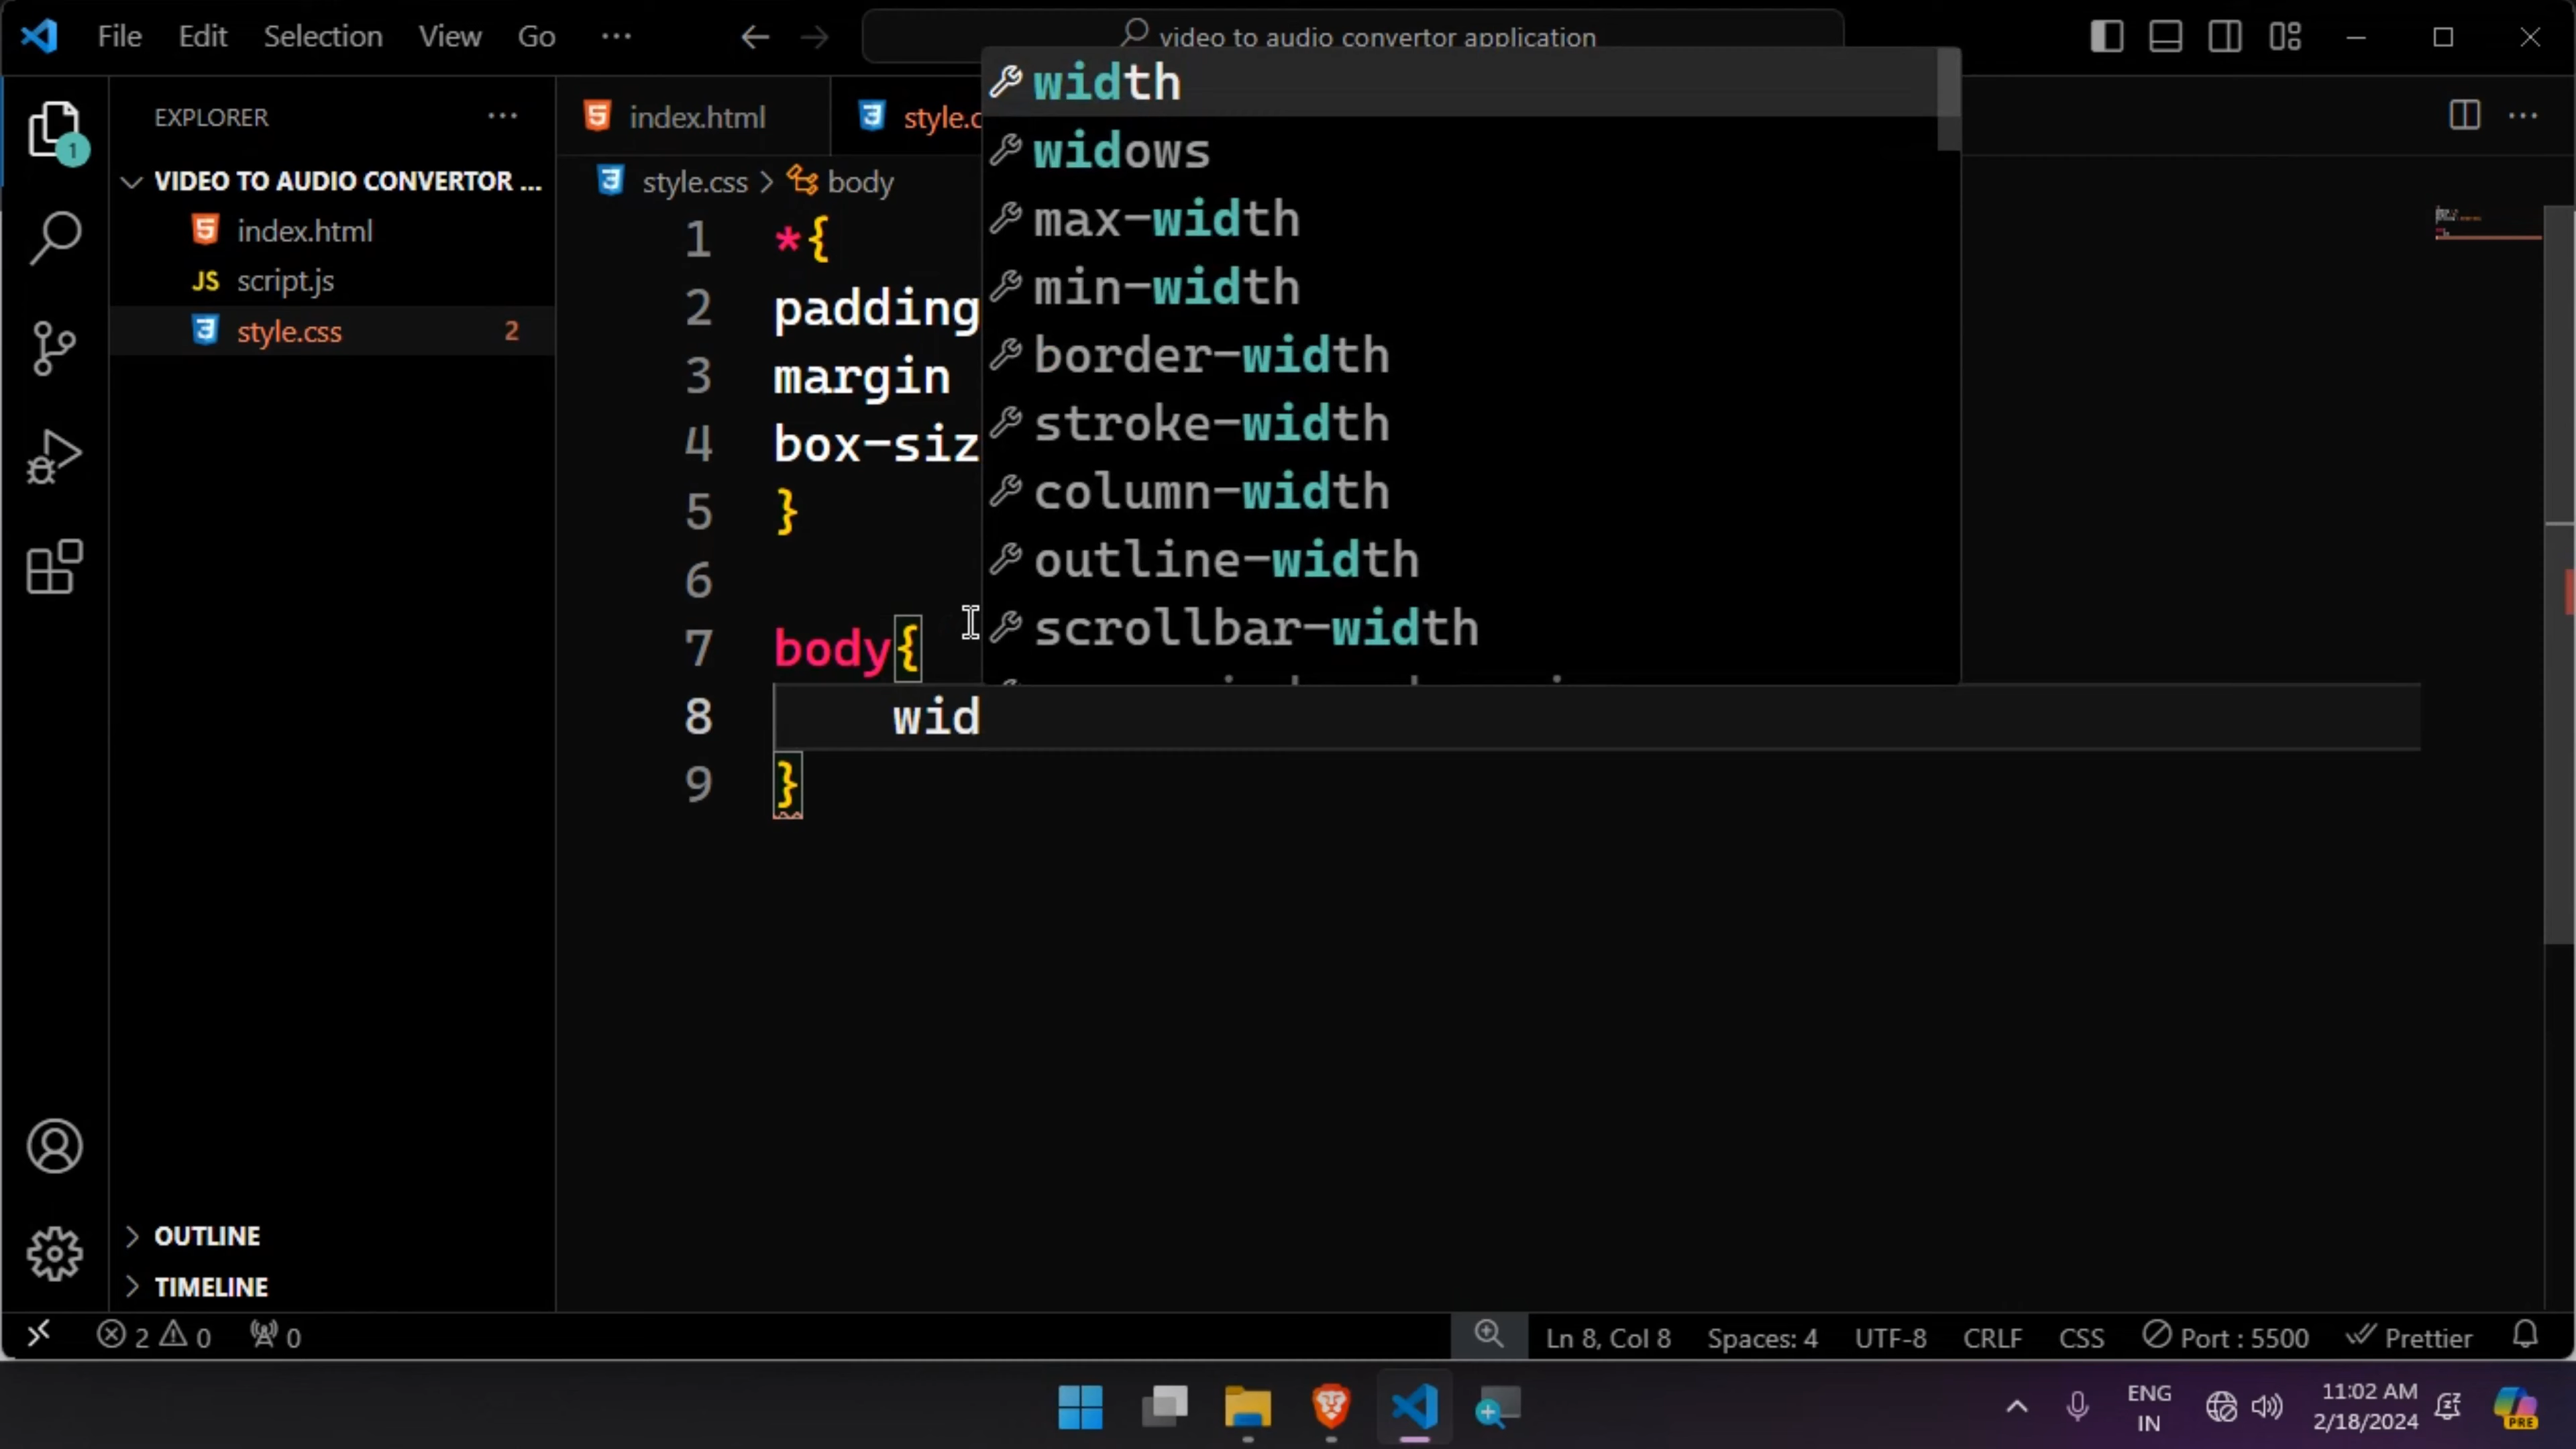 File Edit Selection View Go ...
video to audio convertor application
EXPLORER
VIDEO TO AUDIO CONVERTOR ...
index.html
JS script.js
style.css 2
OUTLINE
TIMELINE
index.html
style.c
style.css > body
1 *{
2 padding
3 margin
4 box-siz
5 }
6
7 body{
8 wid
9 }
width
widows
max-width
min-width
border-width
stroke-width
column-width
outline-width
scrollbar-width
2 0 0
Ln 8, Col 8 Spaces: 4 UTF-8 CRLF CSS Port : 5500 Prettier
1
ENG
IN
11:02 AM
2/18/2024
PRE